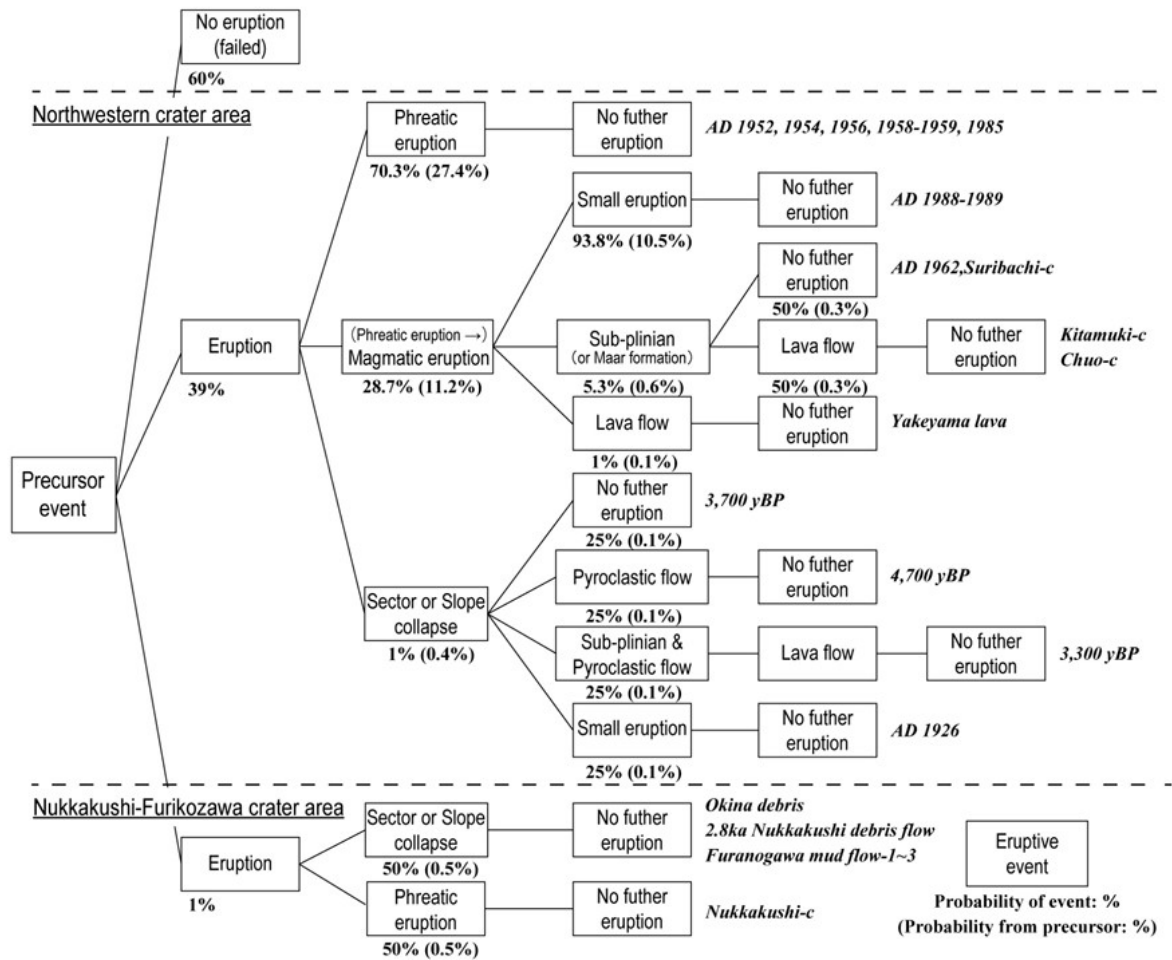 No eruption
(failed)
60%
Northwestern crater area
Phreatic
eruption
70.3% (27.4%)
No futher
eruption
AD 1952, 1954, 1956, 1958-1959, 1985
Small eruption
93.8% (10.5%)
No futher
eruption
AD 1988-1989
No futher
eruption
50% (0.3%)
AD 1962,Suribachi-c
Eruption
39%
(Phreatic eruption →)
Magmatic eruption
28.7% (11.2%)
Sub-plinian
(or Maar formation)
5.3% (0.6%)
Lava flow
50% (0.3%)
No futher
eruption
Kitamuki-c
Chuo-c
Lava flow
1% (0.1%)
No futher
eruption
Yakeyama lava
Precursor
event
No futher
eruption
25% (0.1%)
3,700 yBP
Pyroclastic flow
25% (0.1%)
No futher
eruption
4,700 yBP
Sector or Slope
collapse
1% (0.4%)
Sub-plinian &
Pyroclastic flow
25% (0.1%)
Lava flow
No futher
eruption
3,300 yBP
Small eruption
25% (0.1%)
No futher
eruption
AD 1926
Nukkakushi-Furikozawa crater area
Eruption
1%
Sector or Slope
collapse
50% (0.5%)
No futher
eruption
Okina debris
2.8ka Nukkakushi debris flow
Furanogawa mud flow-1~3
Phreatic
eruption
50% (0.5%)
No futher
eruption
Nukkakushi-c
Eruptive
event
Probability of event: %
(Probability from precursor: %)